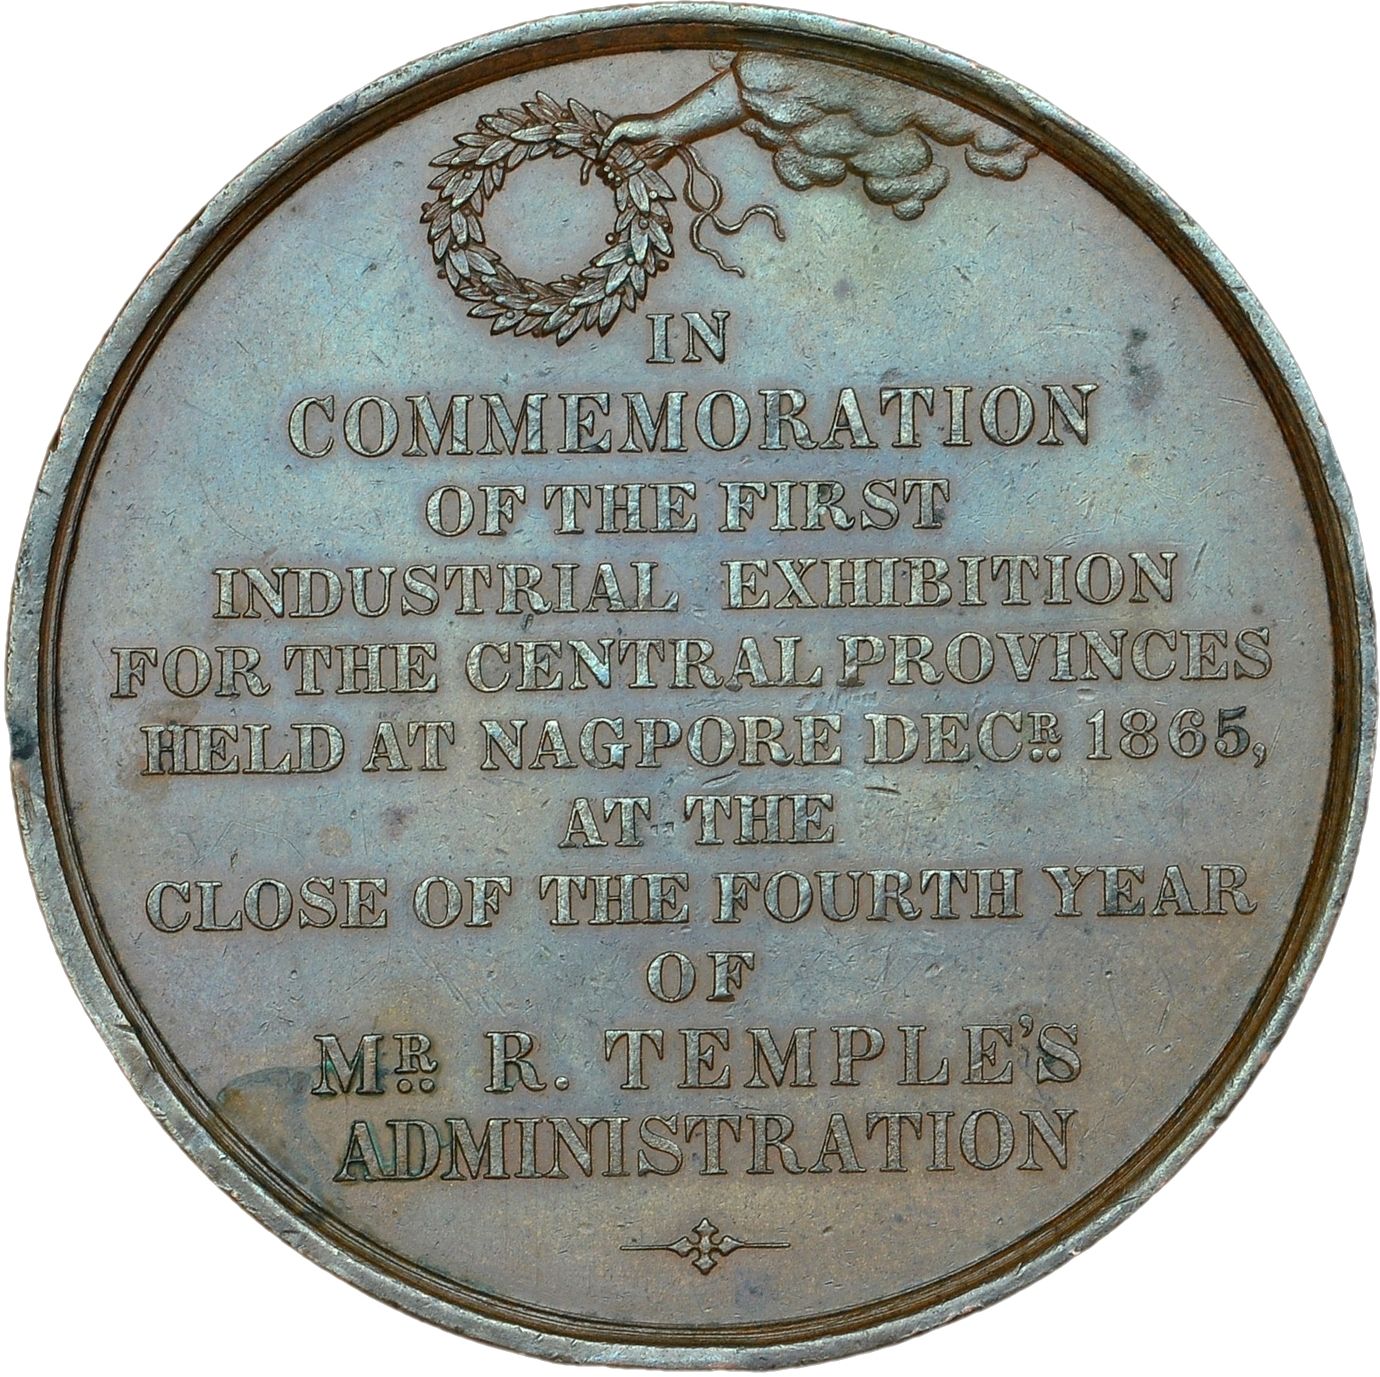 IN
COMMEMORATION
OF THE FIRST
INDUSTRIAL EXHIBITION
FOR THE CENTRAL PROVINCES
HELD AT NAGPORE DECR. 1865,
AT THE
CLOSE OF THE FOURTH YEAR
OF
MR. R. TEMPLE'S
ADMINISTRATION